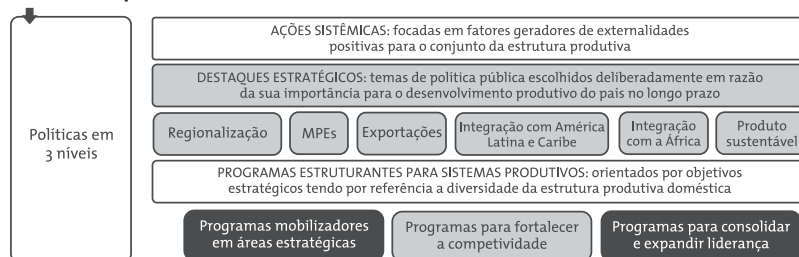 AÇÕES SISTÊMICAS: focadas em fatores geradores de externalidades
positivas para o conjunto da estrutura produtiva
DESTAQUES ESTRATÉGICOS: temas de política pública escolhidos deliberadamente em razão
da sua importância para o desenvolvimento produtivo do país no longo prazo
Políticas em
3 níveis
Regionalização
MPEs
Exportações
Integração com América
Latina e Caribe
Integração
com a África
Produto
sustentável
PROGRAMAS ESTRUTURANTES PARA SISTEMAS PRODUTIVOS: orientados por objetivos
estratégicos tendo por referência a diversidade da estrutura produtiva doméstica
Programas mobilizadores
em áreas estratégicas
Programas para fortalecer
a competividade
Programas para consolidar
e expandir liderança